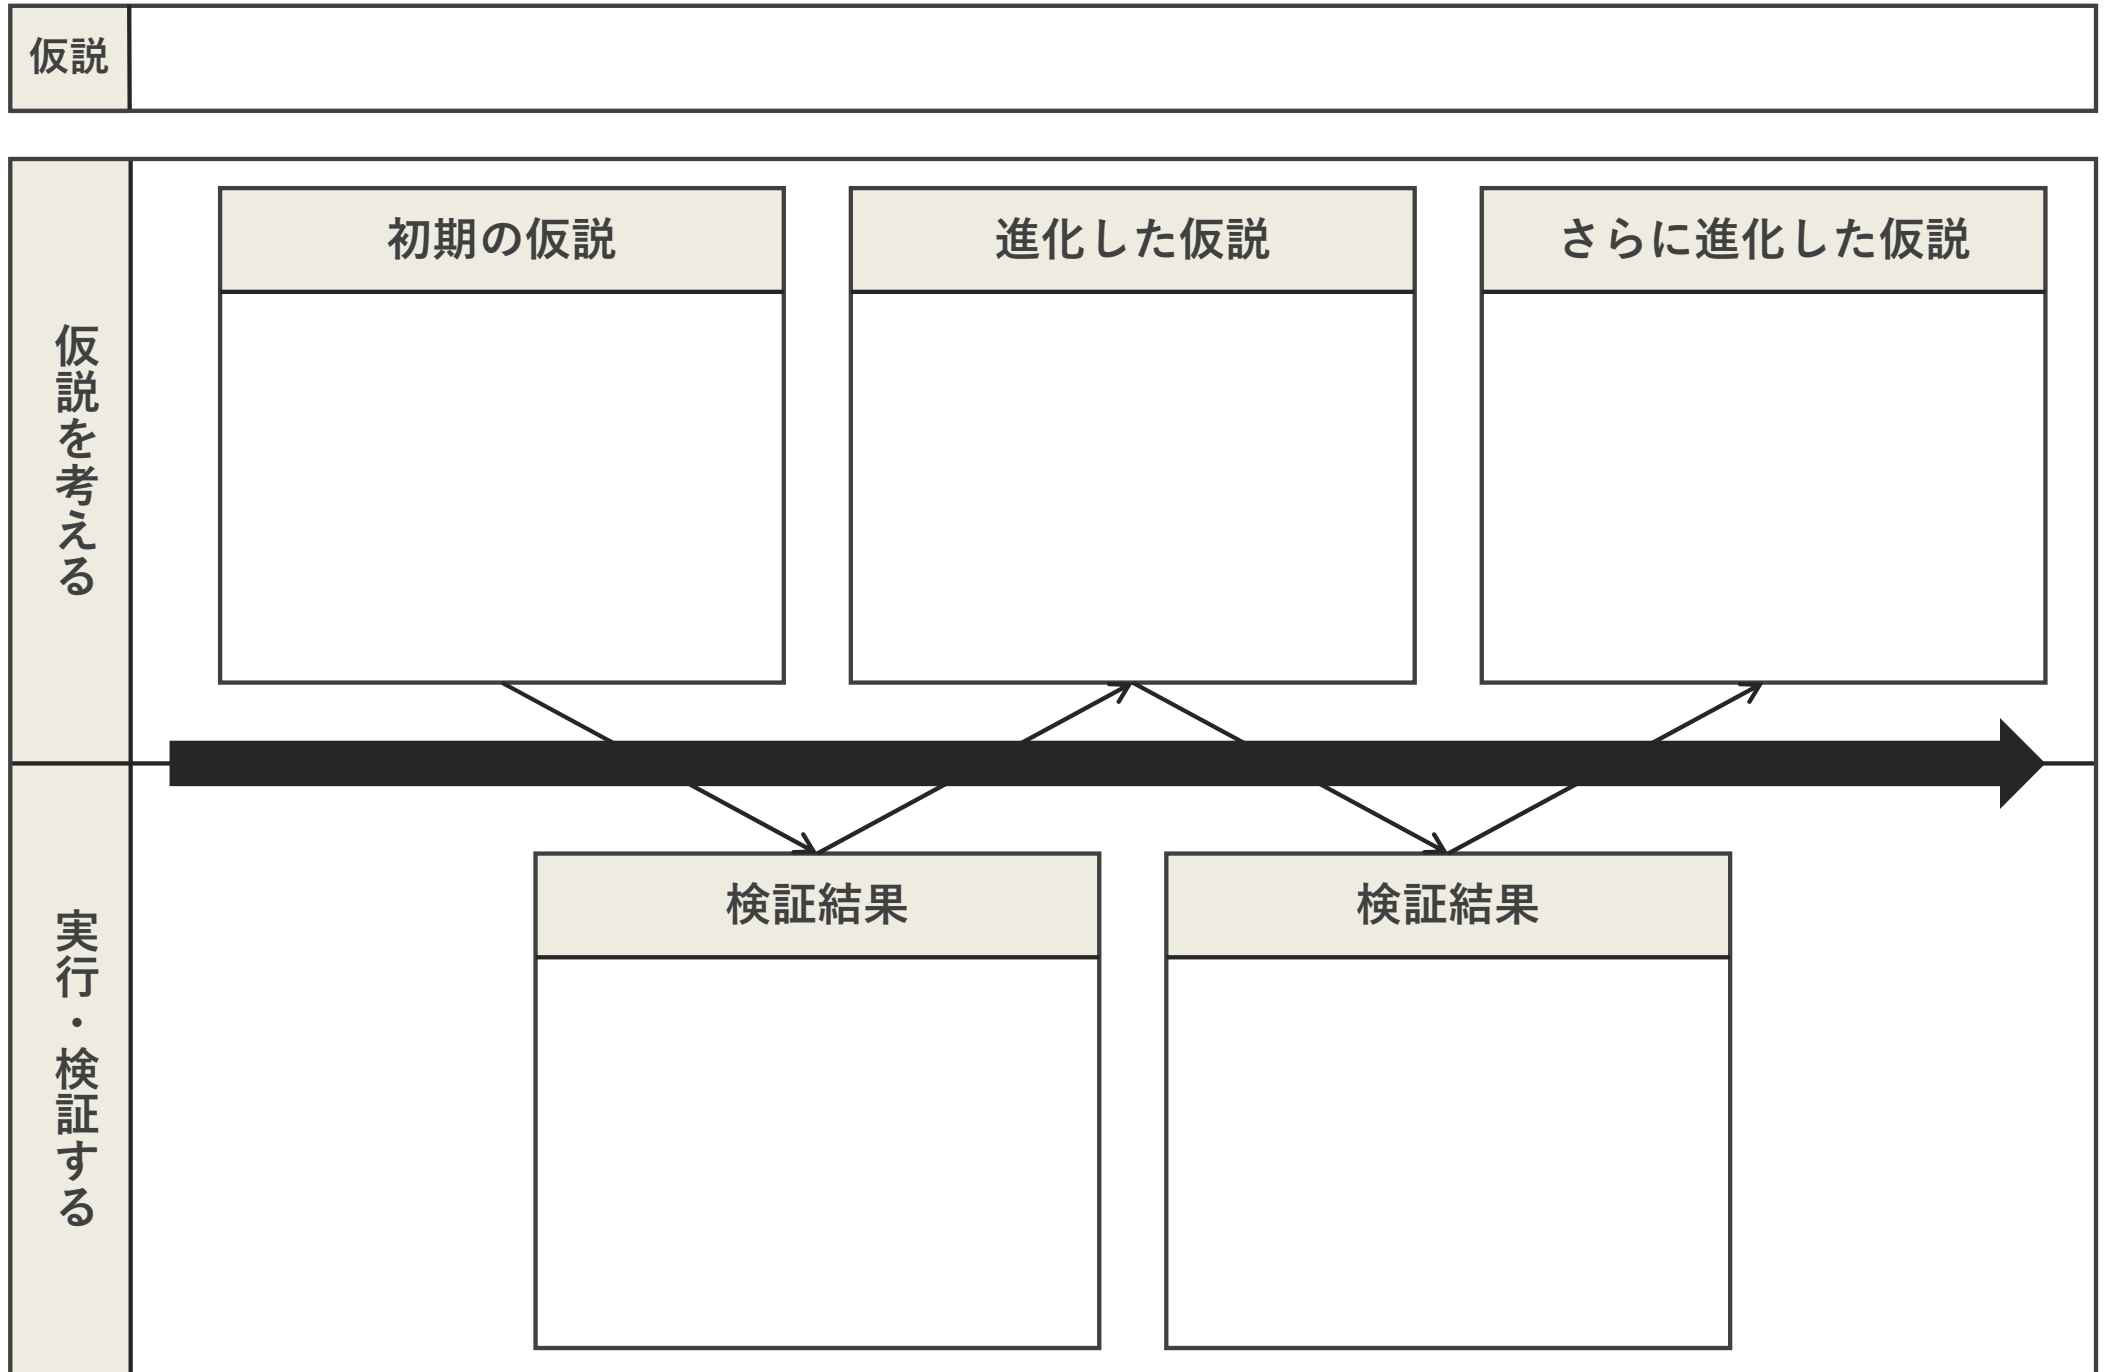 仮説
仮説を考える
初期の仮説
進化した仮説
さらに進化した仮説
実行・検証する
検証結果
検証結果